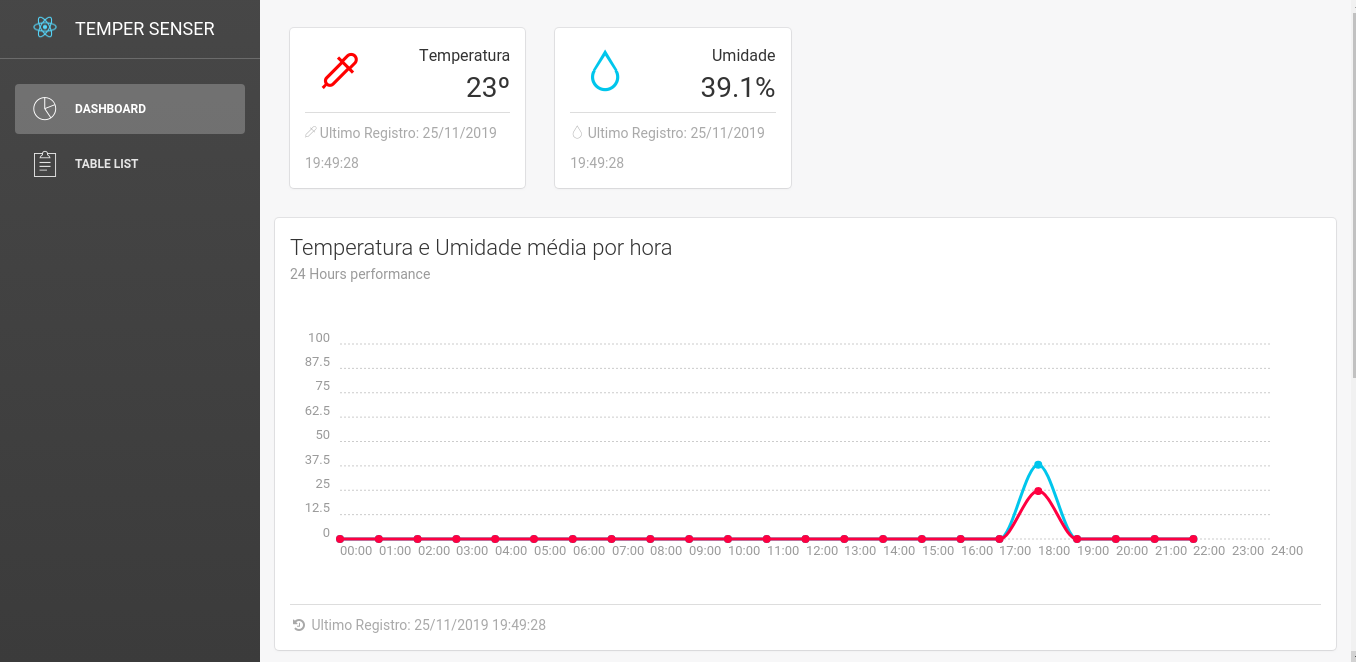 TEMPER SENSER
DASHBOARD
TABLE LIST
Temperatura
23º
Ultimo Registro: 25/11/2019
19:49:28
Umidade
39.1%
Ultimo Registro: 25/11/2019
19:49:28
Temperatura e Umidade média por hora
24 Hours performance
100
87.5
75
62.5
50
37.5
25
12.5
0
00:00 01:00 02:00 03:00 04:00 05:00 06:00 07:00 08:00 09:00 10:00 11:00 12:00 13:00 14:00 15:00 16:00 17:00 18:00 19:00 20:00 21:00 22:00 23:00 24:00
Ultimo Registro: 25/11/2019 19:49:28